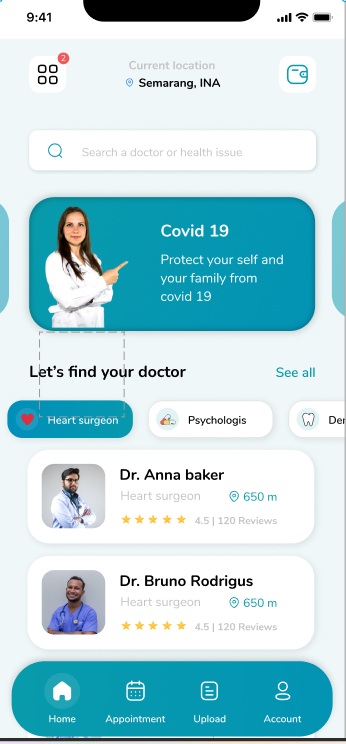 9:41
2
Current location
Semarang, INA
Search a doctor or health issue
Covid 19
Protect your self and
your family from
covid 19
Let's find your doctor
See all
Heart surgeon
Psychologis
Der
Dr. Anna baker
Heart surgeon
650 m
4.5 | 120 Reviews
Dr. Bruno Rodrigus
Heart surgeon
650 m
4.5 | 120 Reviews
Home
Appointment
Upload
Account